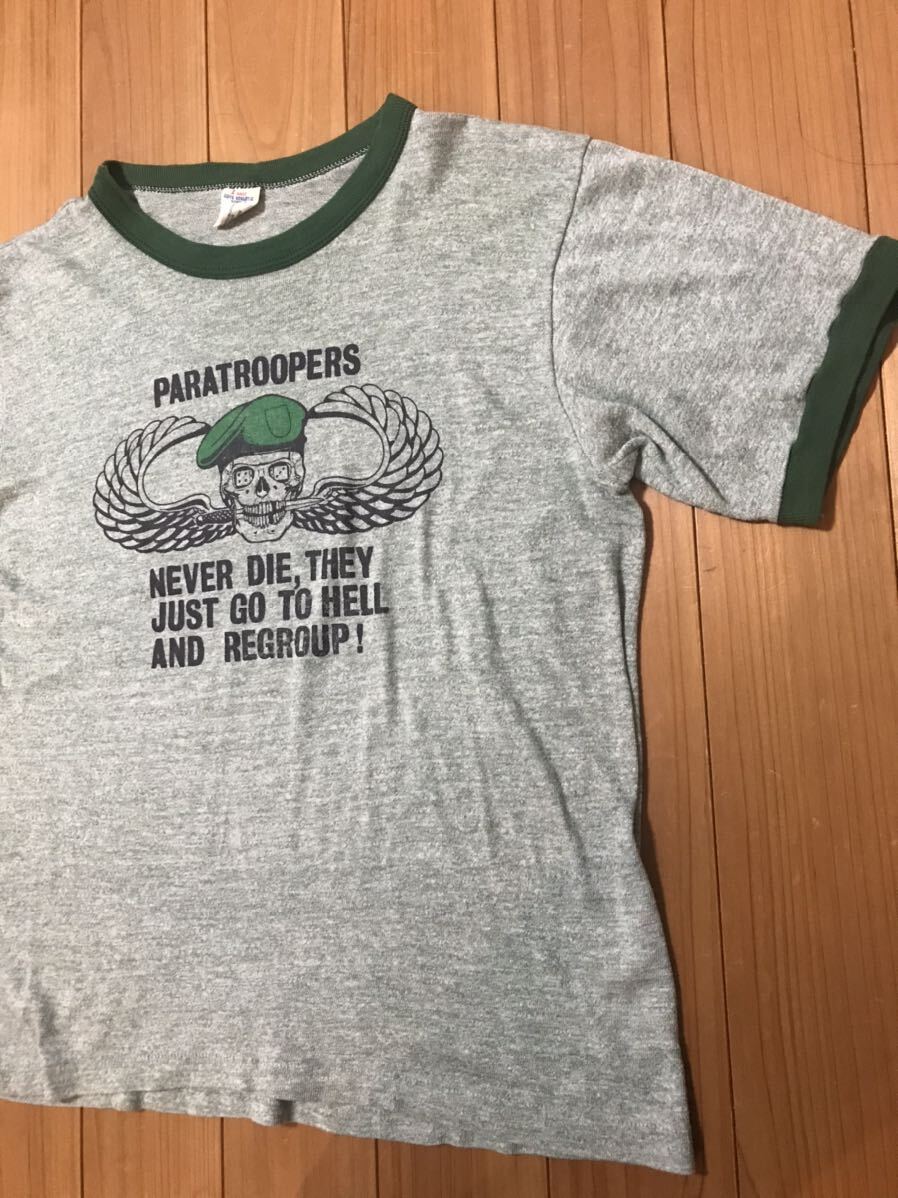 PARATROOPERS
NEVER DIE, THEY
JUST GO TO HELL
AND REGROUP!